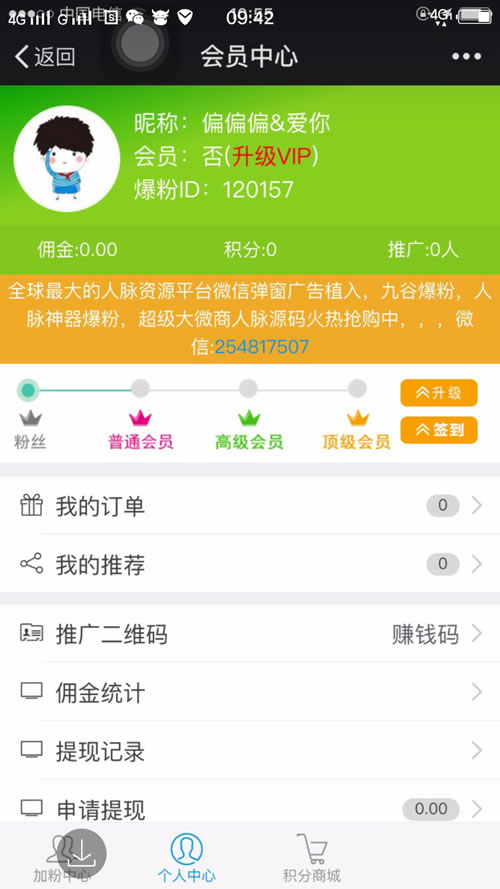 中国电信
4G
G
09:42
4G
返回
会员中心
昵称：偏偏偏&爱你
会员：否(升级VIP)
爆粉ID：120157
佣金:0.00
积分:0
推广:0人
全球最大的人脉资源平台微信弹窗广告植入，九谷爆粉，人
脉神器爆粉，超级大微商人脉源码火热抢购中，，，微
信:254817507
升级
粉丝
普通会员
高级会员
顶级会员
签到
我的订单
0
我的推荐
0
推广二维码
赚钱码
佣金统计
提现记录
申请提现
0.00
加粉中心
个人中心
积分商城